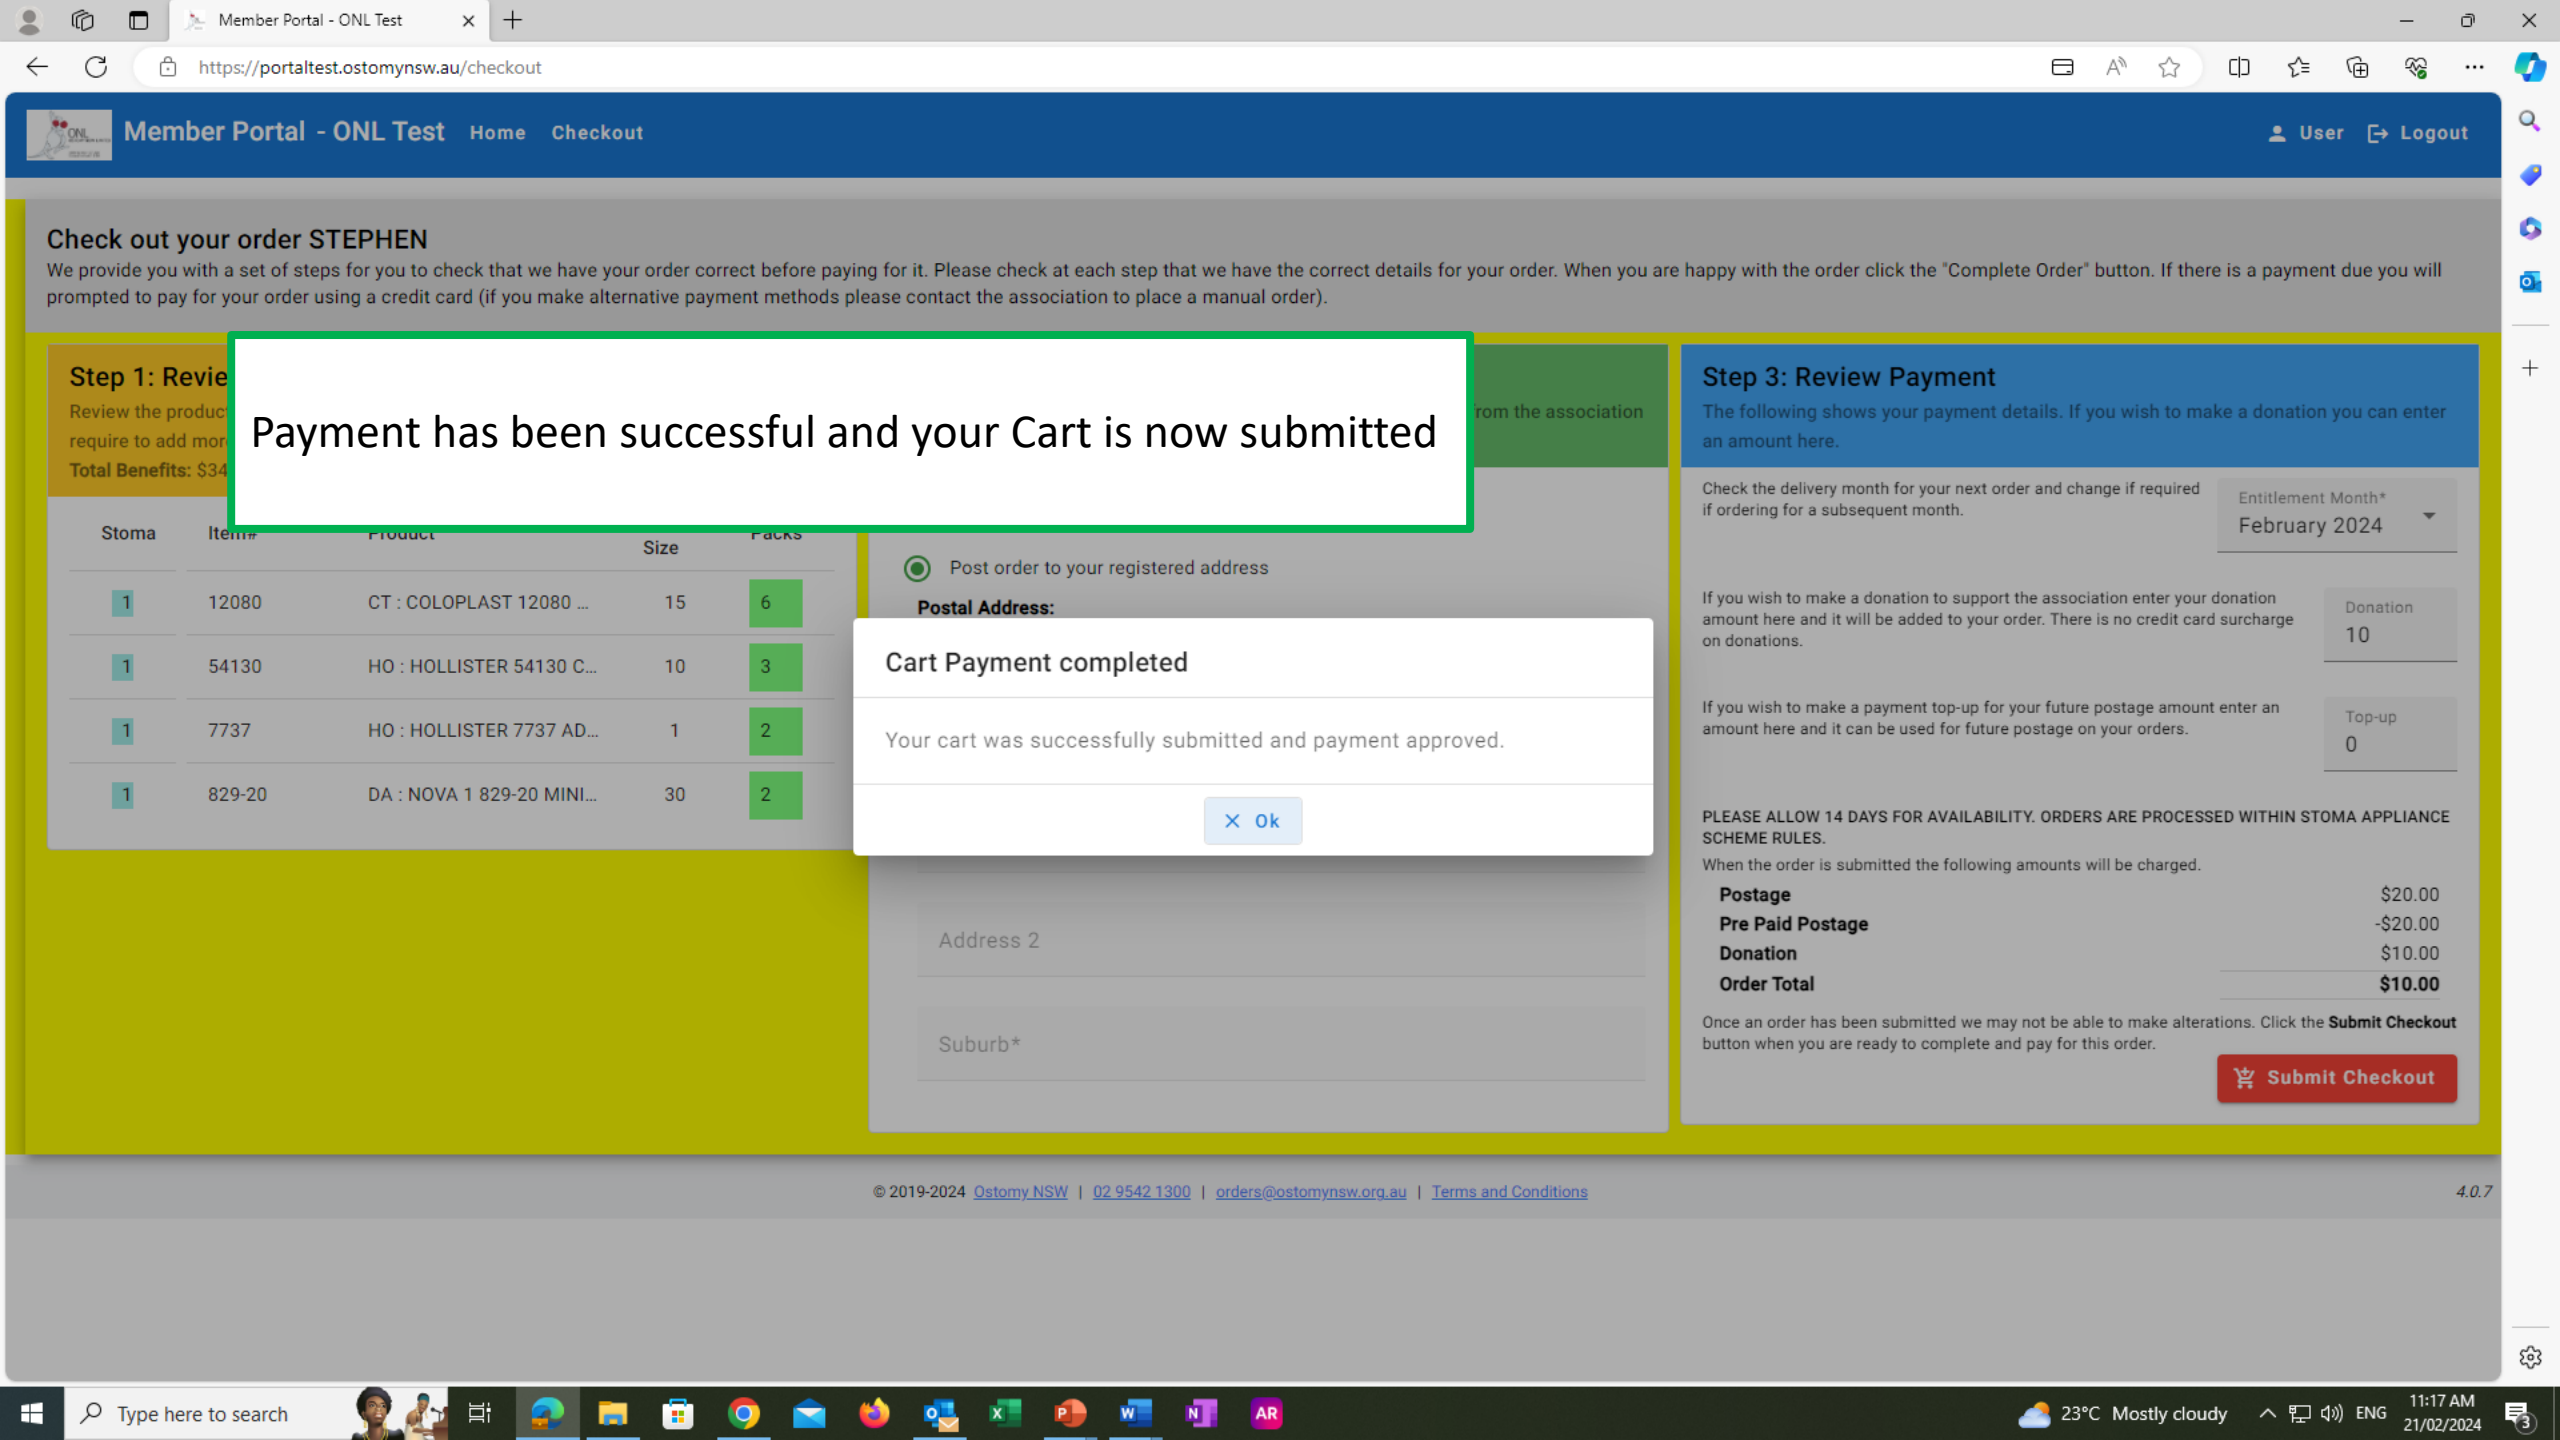 Member Portal - ONL Test
https://portaltest.ostomynsw.au/checkout
ONL
Member Portal - ONL Test Home Checkout
User Logout
Check out your order STEPHEN
We provide you with a set of steps for you to check that we have your order correct before paying for it. Please check at each step that we have the correct details for your order. When you are happy with the order click the "Complete Order" button. If there is a payment due you will
prompted to pay for your order using a credit card (if you make alternative payment methods please contact the association to place a manual order).
Payment has been successful and your Cart is now submitted
Step 1:
Review the
require to add
Total Benefits: $34
Stoma
Size
1 12080 CT : COLOPLAST 12080 ... 15 6
1 54130 HO : HOLLISTER 54130 C... 10 3
1 7737 HO : HOLLISTER 7737 AD... 1 2
1 829-20 DA : NOVA 1 829-20 MINI... 30 2
from the association
Post order to your registered address
Postal Address:
Cart Payment completed
Your cart was successfully submitted and payment approved.
Ok
Address 2
Suburb*
Step 3: Review Payment
The following shows your payment details. If you wish to make a donation you can enter
an amount here.
Check the delivery month for your next order and change if required
if ordering for a subsequent month.
Entitlement Month*
February 2024
If you wish to make a donation to support the association enter your donation
amount here and it will be added to your order. There is no credit card surcharge
on donations.
Donation
10
If you wish to make a payment top-up for your future postage amount enter an
amount here and it can be used for future postage on your orders.
Top-up
0
PLEASE ALLOW 14 DAYS FOR AVAILABILITY. ORDERS ARE PROCESSED WITHIN STOMA APPLIANCE
SCHEME RULES.
When the order is submitted the following amounts will be charged.
Postage $20.00
Pre Paid Postage -$20.00
Donation $10.00
Order Total $10.00
Once an order has been submitted we may not be able to make alterations. Click the Submit Checkout
button when you are ready to complete and pay for this order.
Submit Checkout
© 2019-2024 Ostomy NSW | 02 9542 1300 | orders@ostomynsw.org.au | Terms and Conditions
4.0.7
Type here to search
AR
23°C Mostly cloudy
ENG
11:17 AM
21/02/2024
3